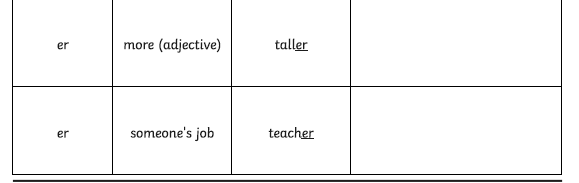 er more (adjective) taller
er someone's job teacher